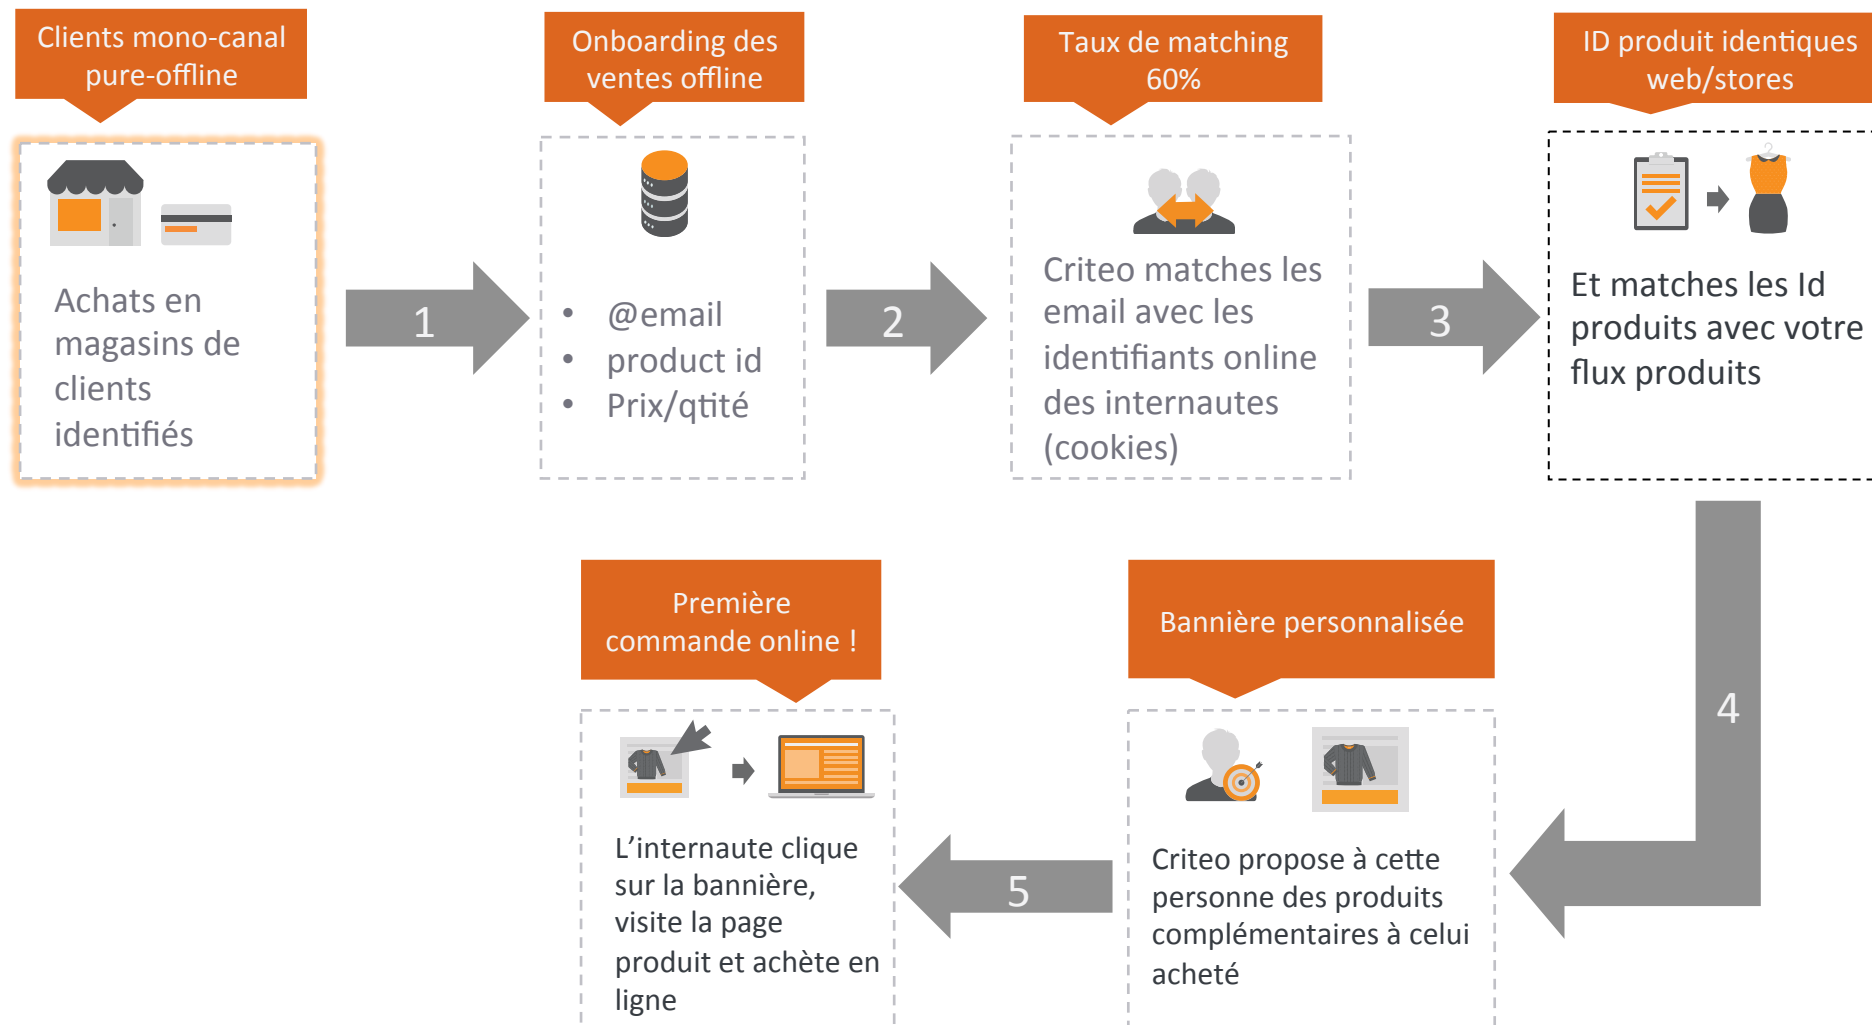 Clients mono-canal
pure-offline
Onboarding des
ventes offline
Taux de matching
60%
ID produit identiques
web/stores
Achats en
magasins de
clients
identifiés
1
• @email
• product id
• Prix/qtité
2
Criteo matches les
email avec les
identifiants online
des internautes
(cookies)
3
Et matches les Id
produits avec votre
flux produits
4
Bannière personnalisée
Criteo propose à cette
personne des produits
complémentaires à celui
acheté
5
Première
commande online !
L’internaute clique
sur la bannière,
visite la page
produit et achète en
ligne